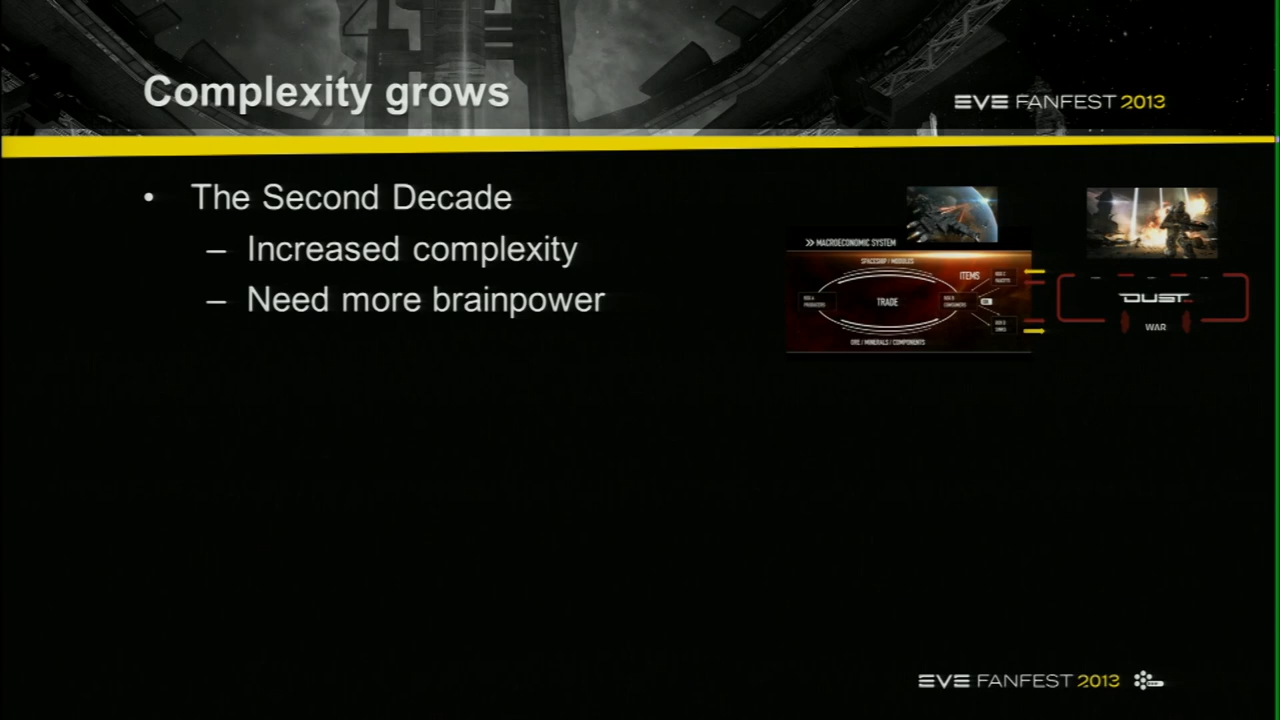 Complexity grows
EVE FANFEST 2013
• The Second Decade
– Increased complexity
– Need more brainpower
MACROECONOMIC SYSTEM
SPACESHIP / MODULES
ITEMS
TRADE
ORE / MINERALS / COMPONENTS
DUST
WAR
EVE FANFEST 2013